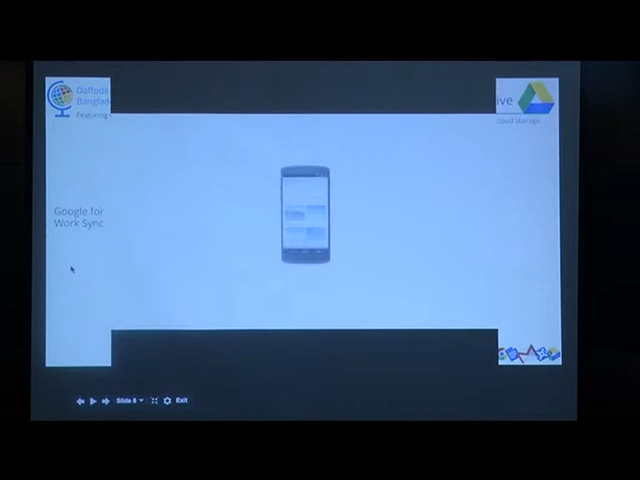 Daffodi
Banglad
Featuring
ive
Cloud Storage
Google for
Work Sync
Slide 8
Exit